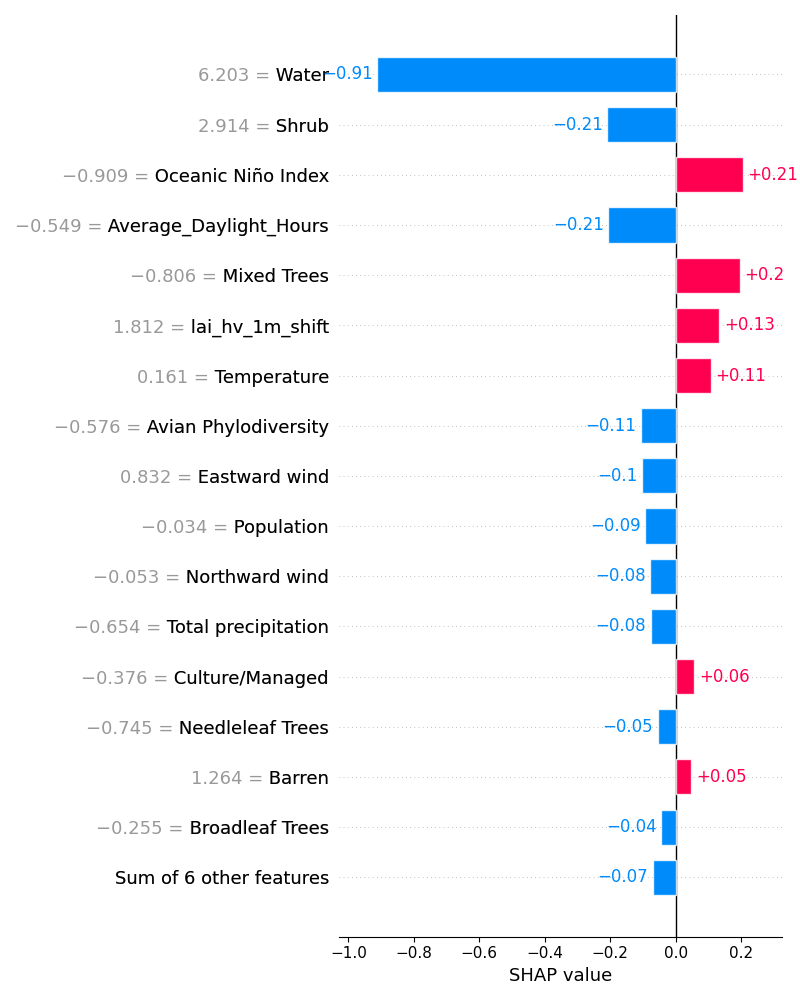 6.203 = Water −0.91
2.914 = Shrub −0.21
−0.909 = Oceanic Niño Index +0.21
−0.549 = Average_Daylight_Hours −0.21
−0.806 = Mixed Trees +0.2
1.812 = lai_hv_1m_shift +0.13
0.161 = Temperature +0.11
−0.576 = Avian Phylodiversity −0.11
0.832 = Eastward wind −0.1
−0.034 = Population −0.09
−0.053 = Northward wind −0.08
−0.654 = Total precipitation −0.08
−0.376 = Culture/Managed +0.06
−0.745 = Needleleaf Trees −0.05
1.264 = Barren +0.05
−0.255 = Broadleaf Trees −0.04
Sum of 6 other features −0.07
−1.0 −0.8 −0.6 −0.4 −0.2 0.0 0.2
SHAP value